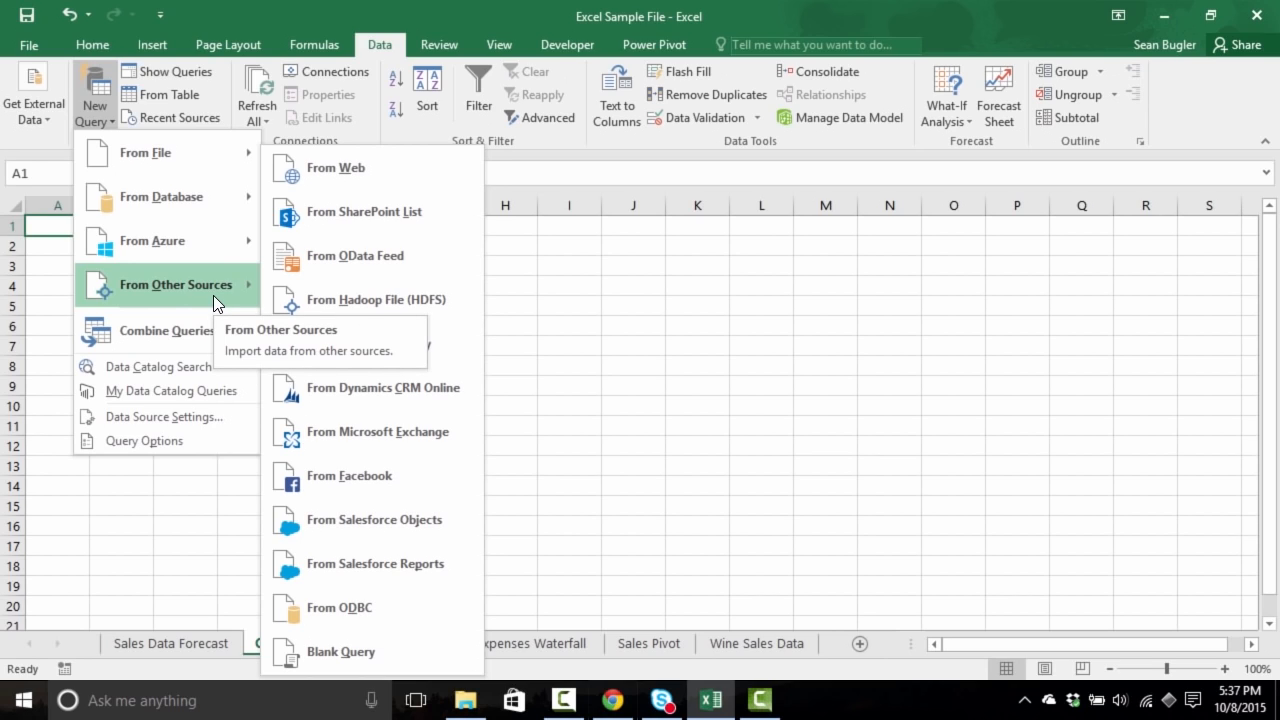 Excel Sample File - Excel
File Home Insert Page Layout Formulas Data Review View Developer Power Pivot Tell me what you want to do... Sean Bugler Share
Get External Data
New Query
Show Queries
From Table
Recent Sources
Refresh All
Connections
Properties
Edit Links
Connections
Sort
Filter
Clear
Reapply
Advanced
Sort & Filter
Text to Columns
Flash Fill
Remove Duplicates
Data Validation
Consolidate
Relationships
Manage Data Model
Data Tools
What-If Analysis
Forecast Sheet
Forecast
Group
Ungroup
Subtotal
Outline
A1
A H I J K L M N O P Q R S
1
2
3
4
5
6
7
8
9
10
11
12
13
14
15
16
17
18
19
20
21
From File
From Database
From Azure
From Other Sources
Combine Queries
Data Catalog Search
My Data Catalog Queries
Data Source Settings...
Query Options
From Web
From SharePoint List
From OData Feed
From Hadoop File (HDFS)
From Other Sources
Import data from other sources.
From Dynamics CRM Online
From Microsoft Exchange
From Facebook
From Salesforce Objects
From Salesforce Reports
From ODBC
Blank Query
Sales Data Forecast xpenses Waterfall Sales Pivot Wine Sales Data
Ready 100%
Ask me anything
5:37 PM
10/8/2015